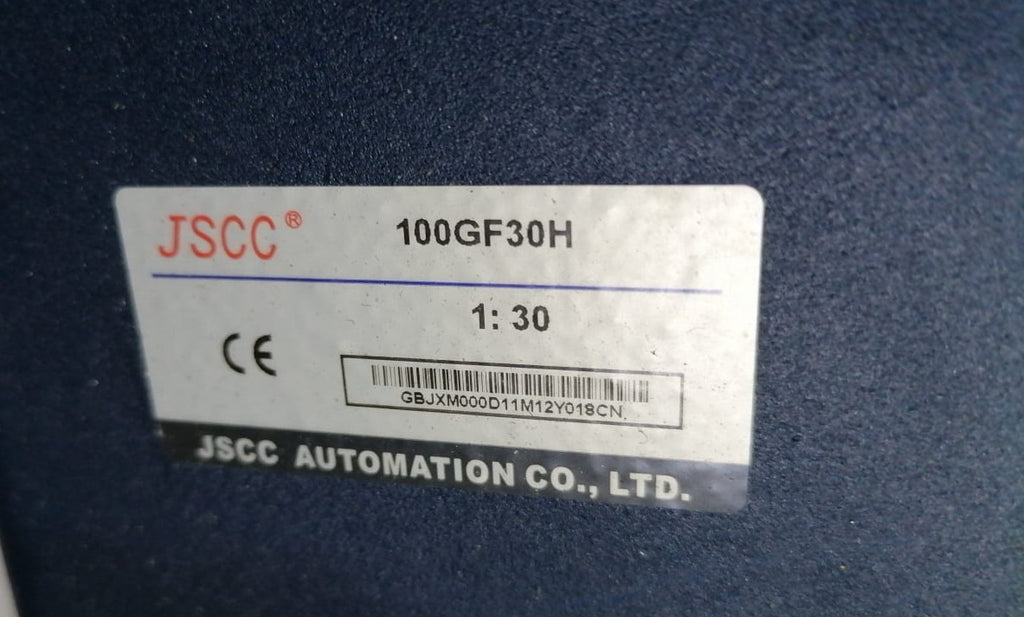 JSCC® 100GF30H
1: 30
CE
GBJXM000D11M12Y018CN
JSCC AUTOMATION CO., LTD.